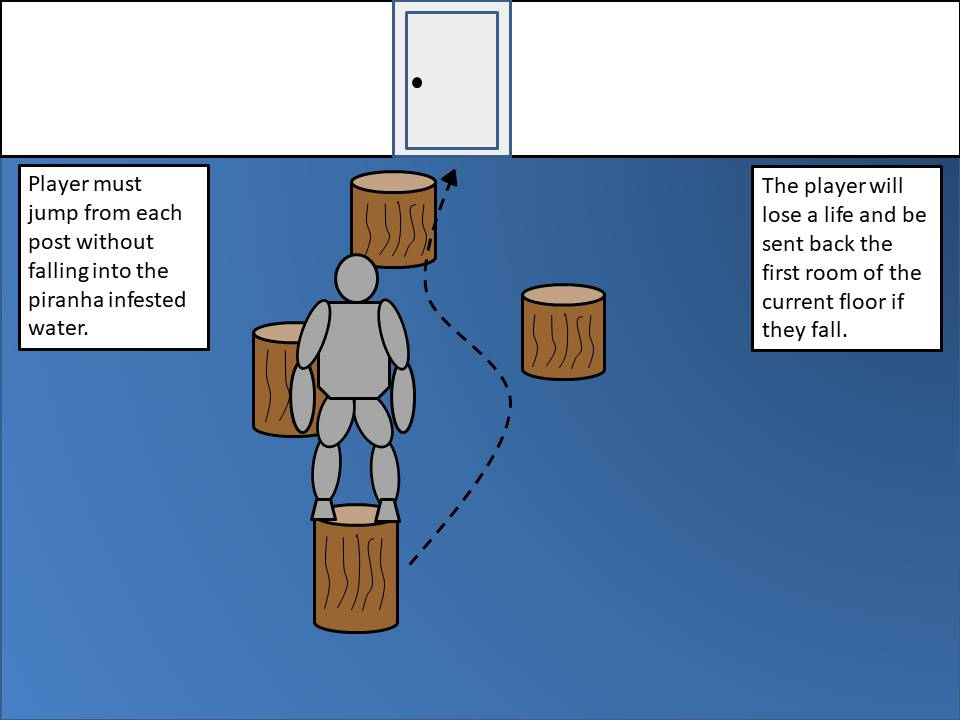 Player must
jump from each
post without
falling into the
piranha infested
water.
The player will
lose a life and be
sent back the
first room of the
current floor if
they fall.